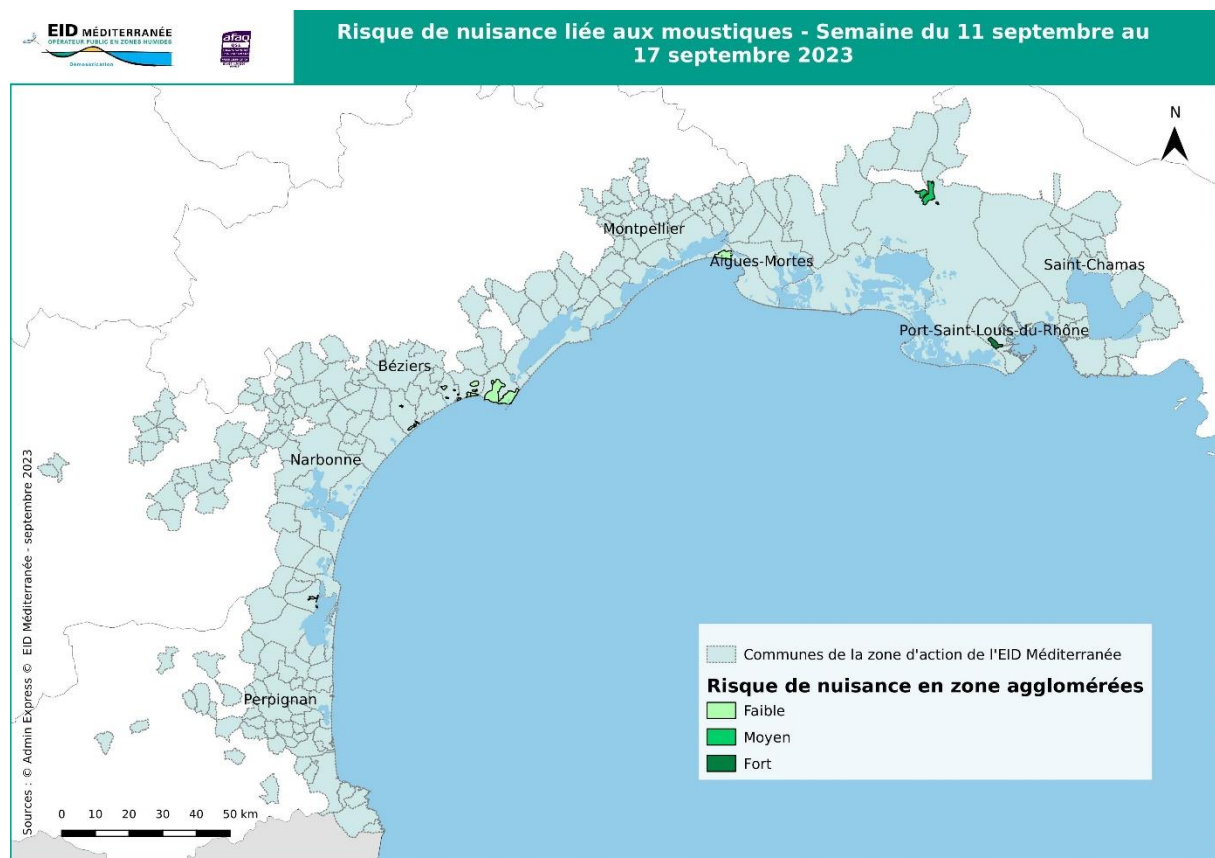 EID MÉDITERRANÉE
OPÉRATEUR PUBLIC EN ZONES HUMIDES
Démoustication
afaq
Risque de nuisance liée aux moustiques - Semaine du 11 septembre au
17 septembre 2023
N
Montpellier
Aigues-Mortes
Saint-Chamas
Port-Saint-Louis-du-Rhône
Béziers
Narbonne
Perpignan
Communes de la zone d'action de l'EID Méditerranée
Risque de nuisance en zone agglomérées
Faible
Moyen
Fort
0 10 20 30 40 50 km
Sources : © Admin Express © EID Méditerranée - septembre 2023